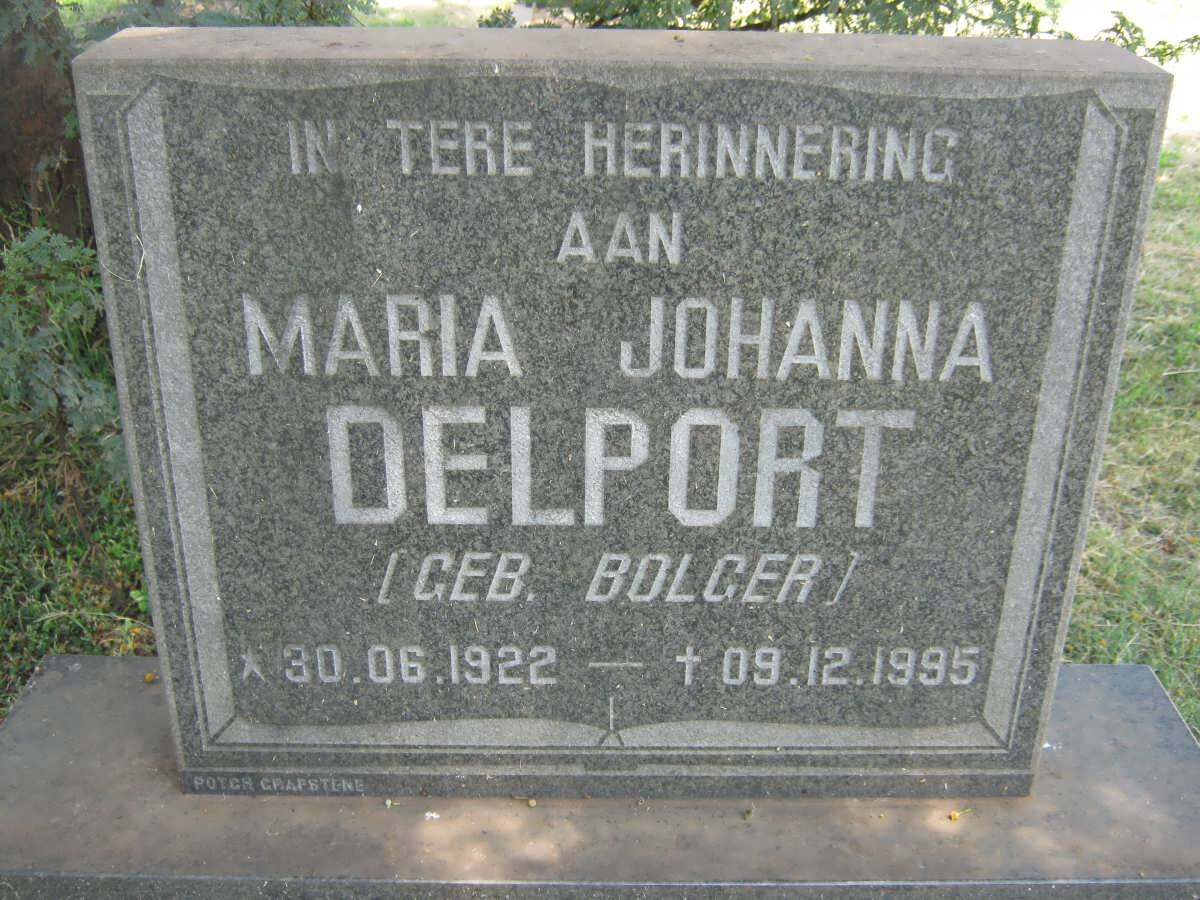 IN TERE HERINNERING
AAN
MARIA JOHANNA
DELPORT
(GEB. BOLGER)
* 30.06.1922 — † 09.12.1995
POTCH GRAFSTENE